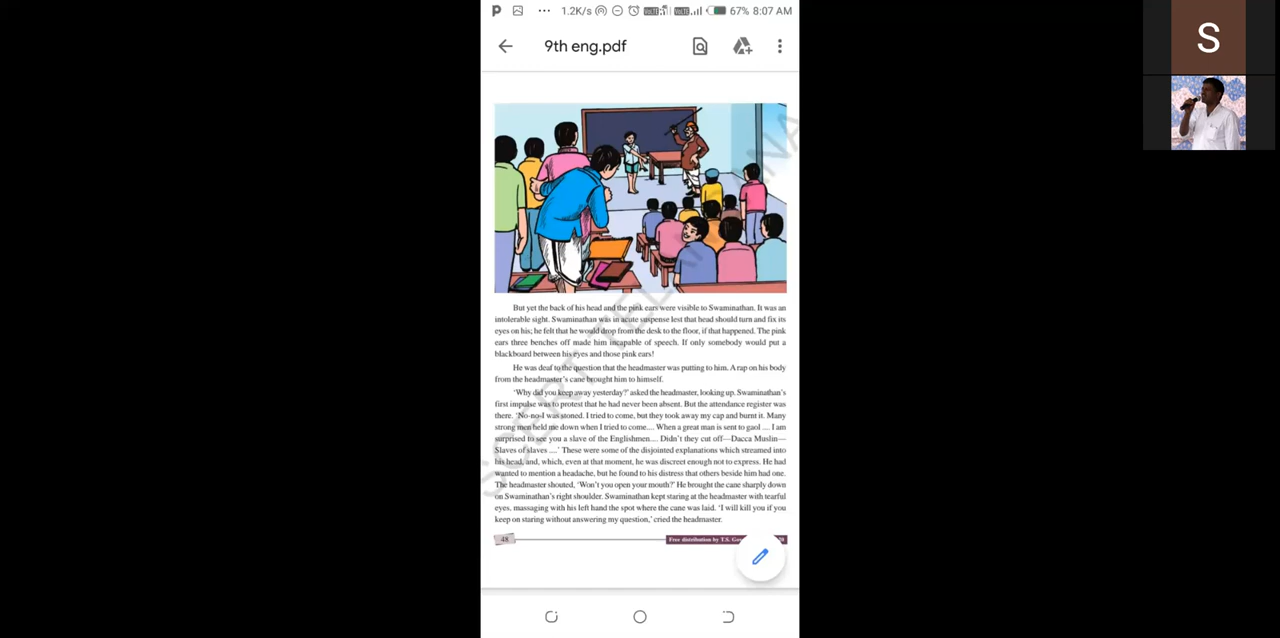 1.2K/s 67% 8:07 AM
9th eng.pdf
S
But yet the back of his head and the pink ears were visible to Swaminathan. It was an
intolerable sight. Swaminathan was in acute suspense lest that head should turn and fix its
eyes on his; he felt that he would drop from the desk to the floor, if that happened. The pink
ears three benches off made him incapable of speech. If only somebody would put a
blackboard between his eyes and those pink ears!
He was deaf to the question that the headmaster was putting to him. A rap on his body
from the headmaster's cane brought him to himself.
'Why did you keep away yesterday?' asked the headmaster, looking up. Swaminathan's
first impulse was to protest that he had never been absent. But the attendance register was
there. 'No-no-I was stoned. I tried to come, but they took away my cap and burnt it. Many
strong men held me down when I tried to come.... When a great man is sent to gaol .... I am
surprised to see you a slave of the Englishmen.... Didn't they cut off—Dacca Muslin—
Slaves of slaves ....' These were some of the disjointed explanations which streamed into
his head, and, which, even at that moment, he was discreet enough not to express. He had
wanted to mention a headache, but he found to his distress that others beside him had one.
The headmaster shouted, 'Won't you open your mouth?' He brought the cane sharply down
on Swaminathan's right shoulder. Swaminathan kept staring at the headmaster with tearful
eyes, massaging with his left hand the spot where the cane was laid. 'I will kill you if you
keep on staring without answering my question,' cried the headmaster.
48
Free distribution by T.S.